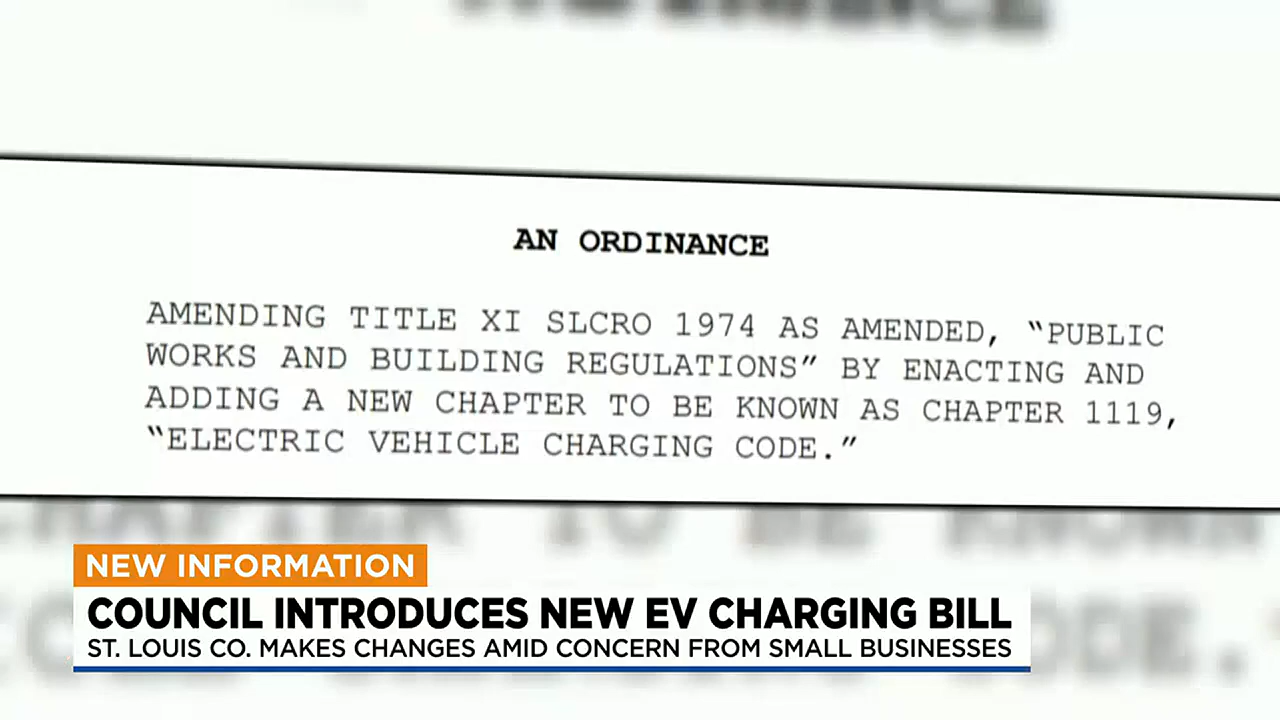 AN ORDINANCE
AMENDING TITLE XI SLCRO 1974 AS AMENDED, “PUBLIC
WORKS AND BUILDING REGULATIONS” BY ENACTING AND
ADDING A NEW CHAPTER TO BE KNOWN AS CHAPTER 1119,
“ELECTRIC VEHICLE CHARGING CODE.”
NEW INFORMATION
COUNCIL INTRODUCES NEW EV CHARGING BILL
ST. LOUIS CO. MAKES CHANGES AMID CONCERN FROM SMALL BUSINESSES